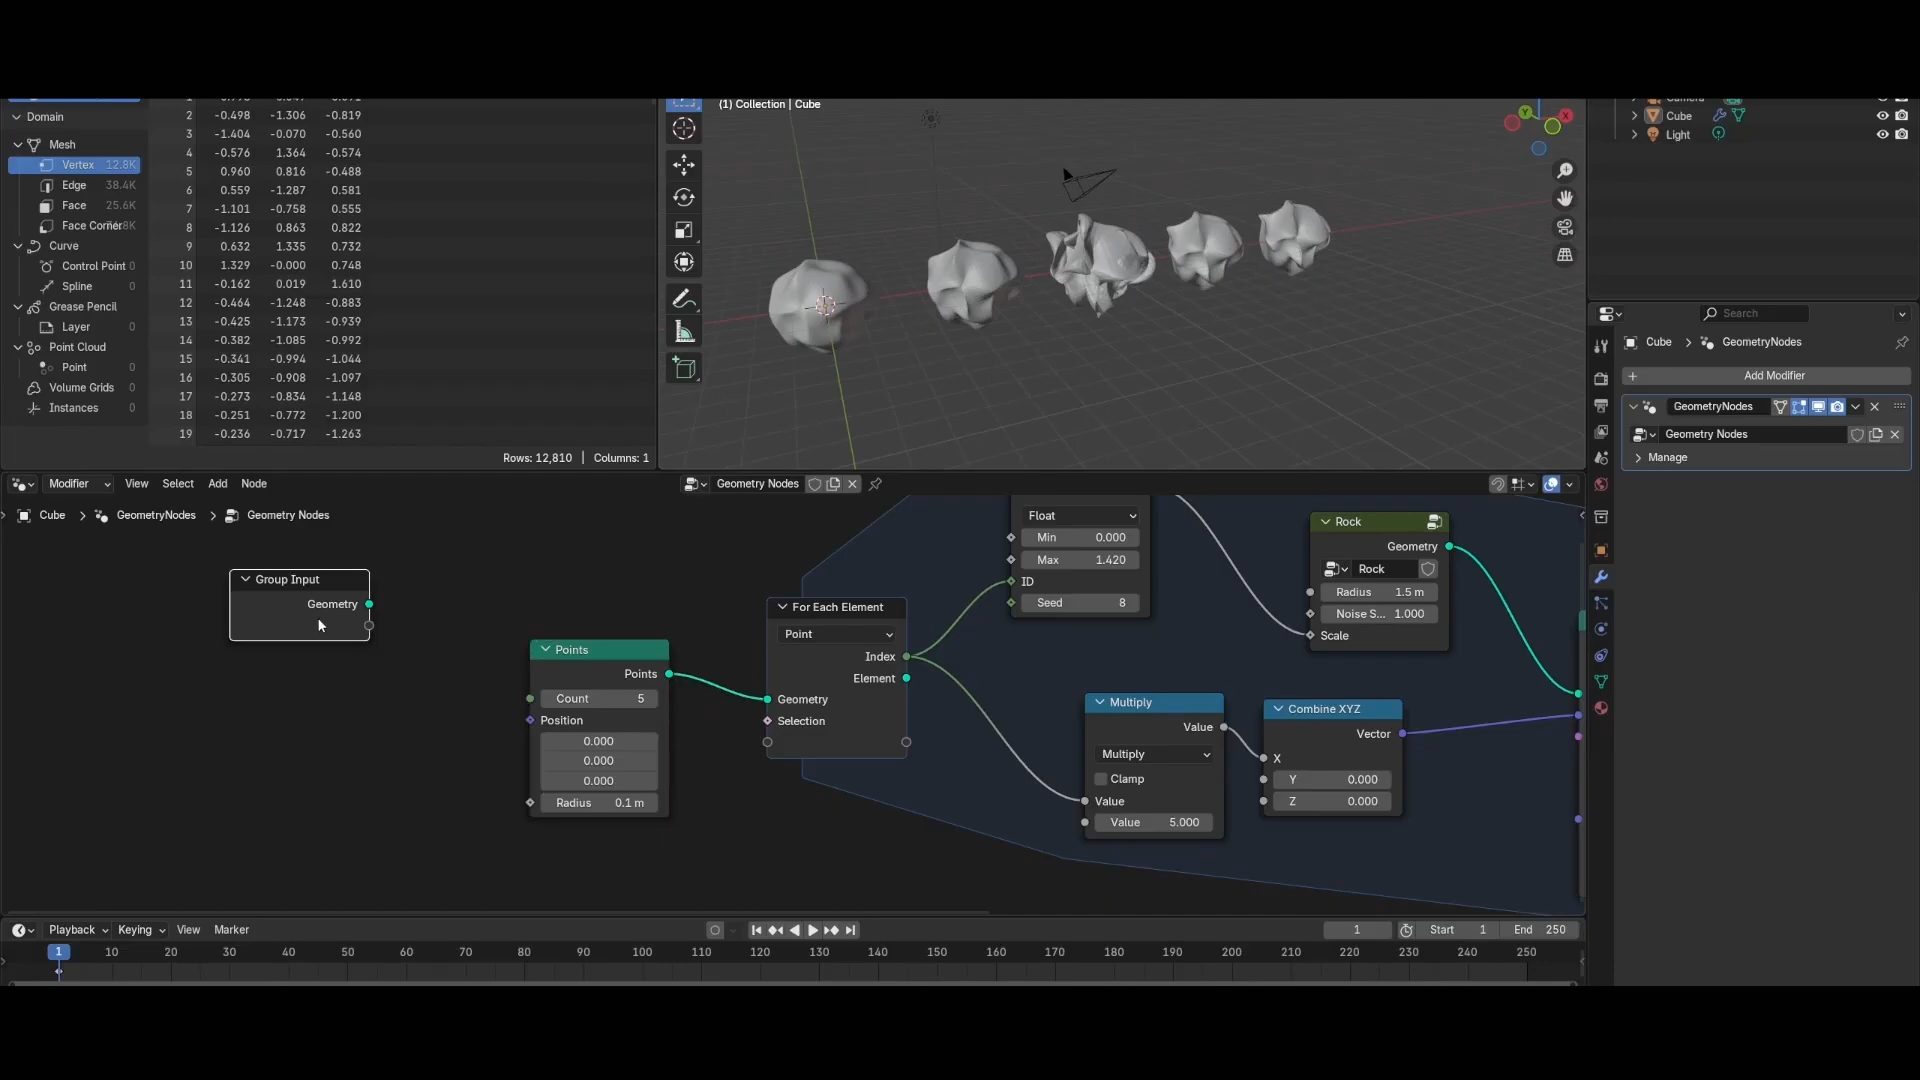 (1) Collection | Cube
Domain
Mesh
Vertex 12.8K
Edge 38.4K
Face 25.6K
Face Corner
Curve
Control Point 0
Spline 0
Grease Pencil
Layer 0
Point Cloud
Point 0
Volume Grids 0
Instances 0
2 -0.498 -1.306 -0.819
3 -1.404 -0.070 -0.560
4 -0.576 1.364 -0.574
5 0.960 0.816 -0.488
6 0.559 -1.287 0.581
7 -1.101 -0.758 0.555
8 -1.126 0.863 0.822
9 0.632 1.335 0.732
10 1.329 -0.000 0.748
11 -0.162 0.019 1.610
12 -0.464 -1.248 -0.883
13 -0.425 -1.173 -0.939
14 -0.382 -1.085 -0.992
15 -0.341 -0.994 -1.044
16 -0.305 -0.908 -1.097
17 -0.273 -0.834 -1.148
18 -0.251 -0.772 -1.200
19 -0.236 -0.717 -1.263
Rows: 12,810 | Columns: 1
Y X
Camera
Cube
Light
Search
Cube > GeometryNodes
+ Add Modifier
GeometryNodes
Geometry Nodes
Manage
Modifier View Select Add Node
Geometry Nodes
Cube > GeometryNodes > Geometry Nodes
Group Input
Geometry
Points
Points
Count 5
Position
0.000
0.000
0.000
Radius 0.1 m
For Each Element
Point
Index
Element
Geometry
Selection
Float
Min 0.000
Max 1.420
ID
Seed 8
Multiply
Value
Multiply
Clamp
Value
Value 5.000
Combine XYZ
Vector
X
Y 0.000
Z 0.000
Rock
Geometry
Rock
Radius 1.5 m
Noise S... 1.000
Scale
Playback Keying View Marker
1 Start 1 End 250
1 10 20 30 40 50 60 70 80 90 100 110 120 130 140 150 160 170 180 190 200 210 220 230 240 250